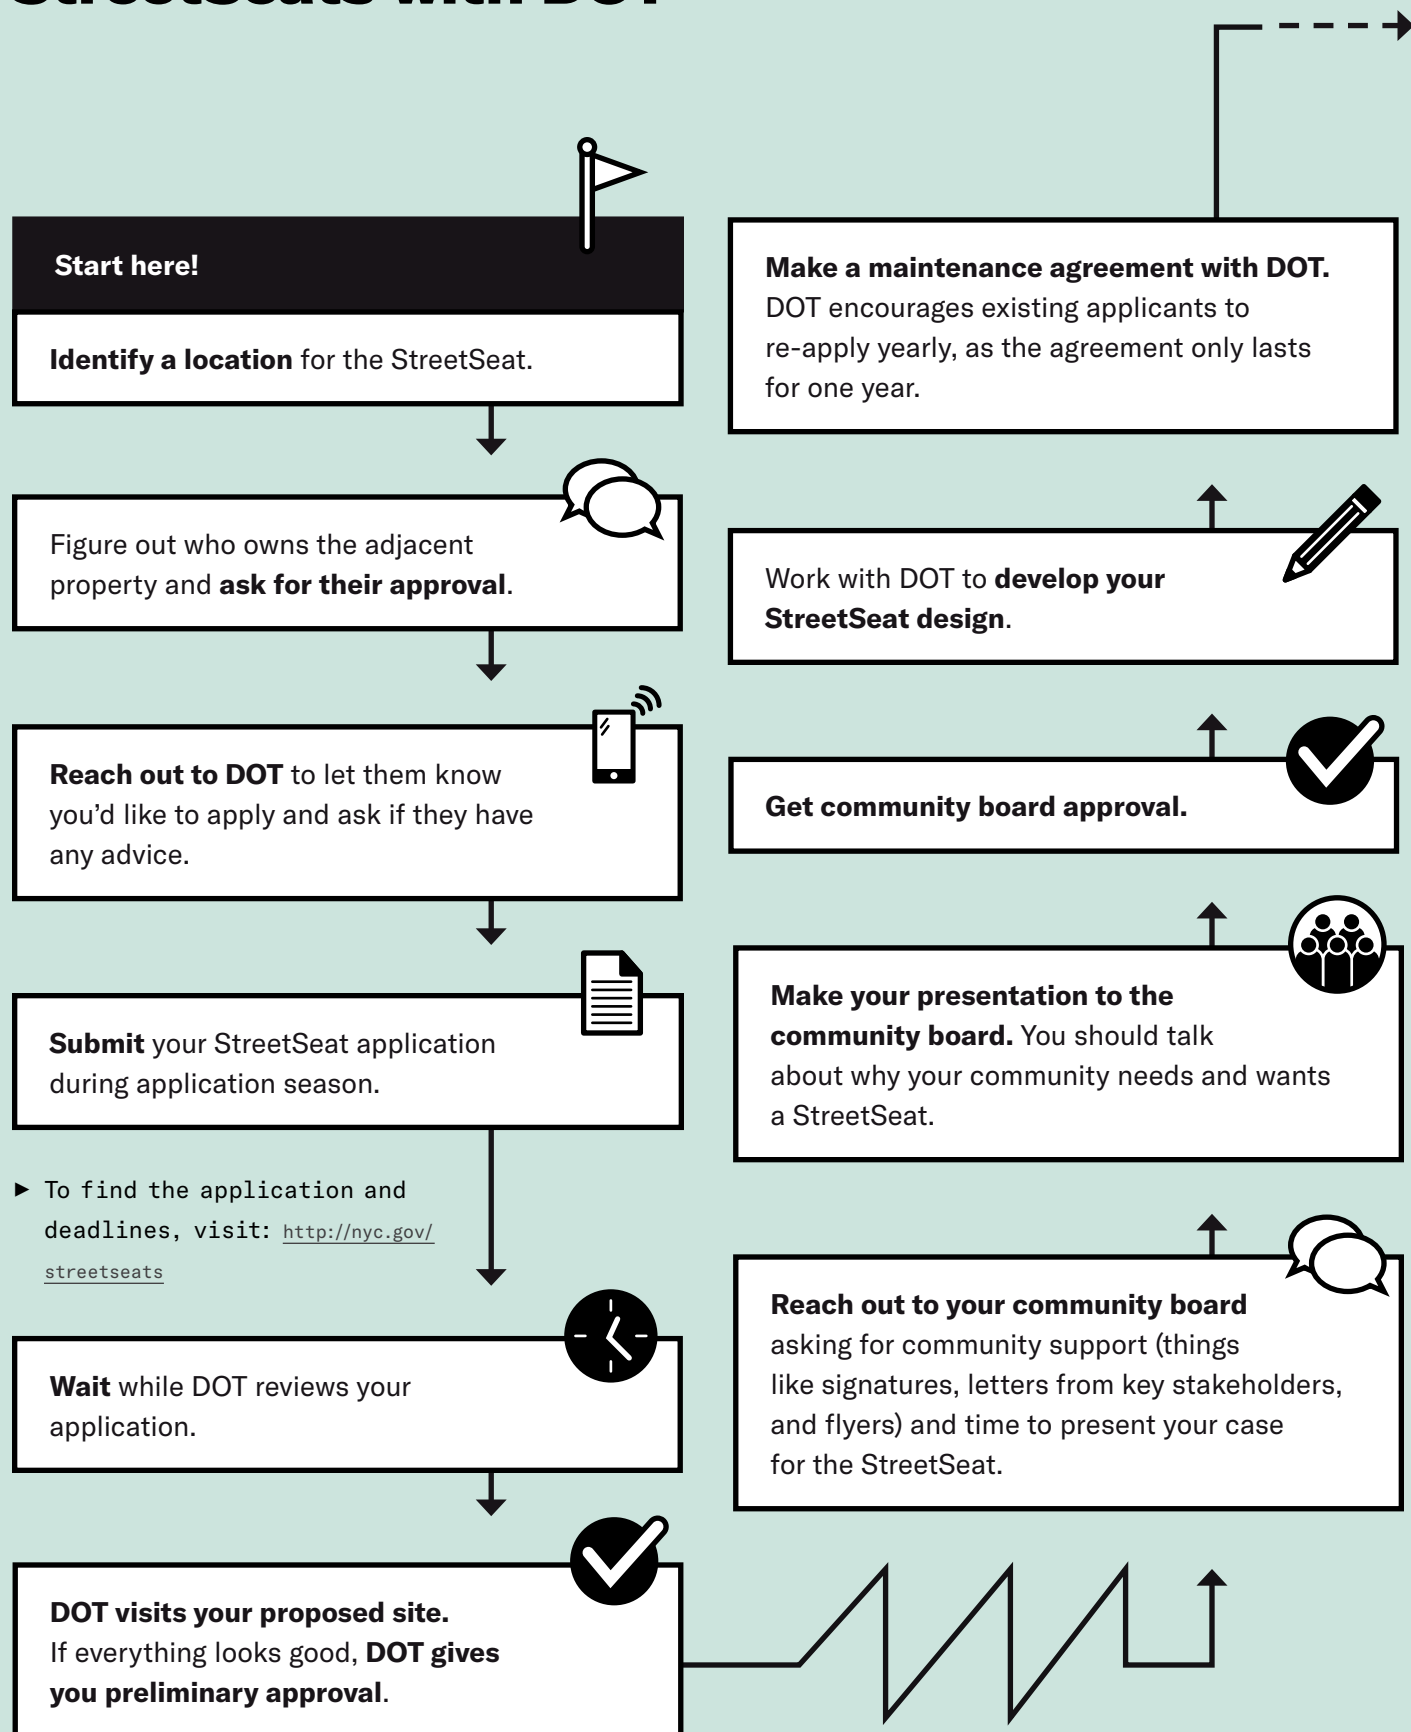 StreetSeats with DOT
Start here!
Identify a location for the StreetSeat.
Figure out who owns the adjacent
property and ask for their approval.
Reach out to DOT to let them know
you’d like to apply and ask if they have
any advice.
Submit your StreetSeat application
during application season.
► To find the application and
deadlines, visit: http://nyc.gov/
streetseats
Wait while DOT reviews your
application.
DOT visits your proposed site.
If everything looks good, DOT gives
you preliminary approval.
Reach out to your community board
asking for community support (things
like signatures, letters from key stakeholders,
and flyers) and time to present your case
for the StreetSeat.
Make your presentation to the
community board. You should talk
about why your community needs and wants
a StreetSeat.
Get community board approval.
Work with DOT to develop your
StreetSeat design.
Make a maintenance agreement with DOT.
DOT encourages existing applicants to
re-apply yearly, as the agreement only lasts
for one year.